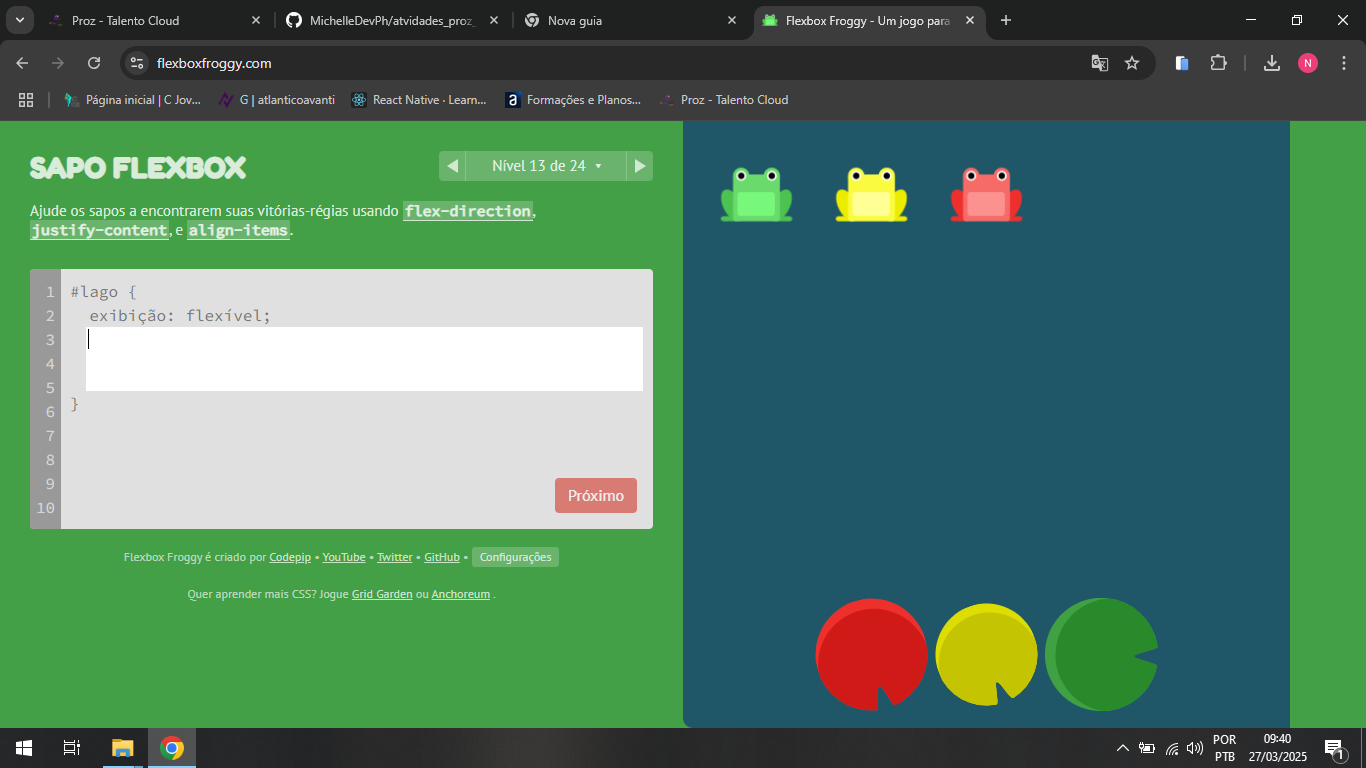 Proz - Talento Cloud
MichelleDevPh/atvidades_proz_
Nova guia
Flexbox Froggy - Um jogo para
flexboxfroggy.com
N
Página inicial | C Jov...
G | atlanticoavanti
React Native · Learn...
Formações e Planos...
Proz - Talento Cloud
SAPO FLEXBOX
Nível 13 de 24
Ajude os sapos a encontrarem suas vitórias-régias usando flex-direction,
justify-content, e align-items.
1 #lago {
2 exibição: flexível;
3
4
5
6 }
7
8
9
10
Próximo
Flexbox Froggy é criado por Codepip • YouTube • Twitter • GitHub • Configurações
Quer aprender mais CSS? Jogue Grid Garden ou Anchoreum .
POR
PTB
09:40
27/03/2025
1